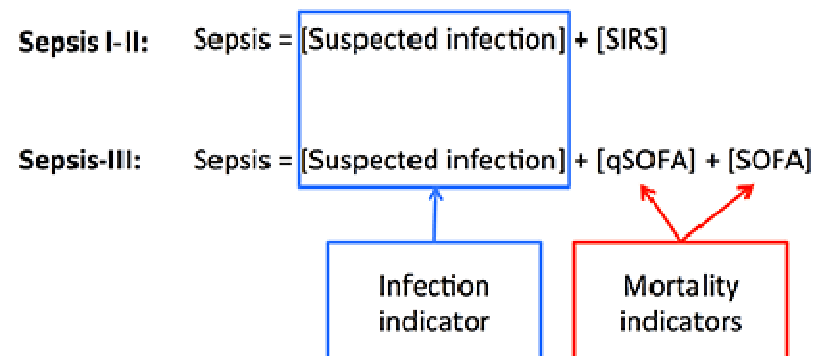 Sepsis I-II: Sepsis = [Suspected infection] + [SIRS]
Sepsis-III: Sepsis = [Suspected infection] + [qSOFA] + [SOFA]
Infection
indicator
Mortality
indicators